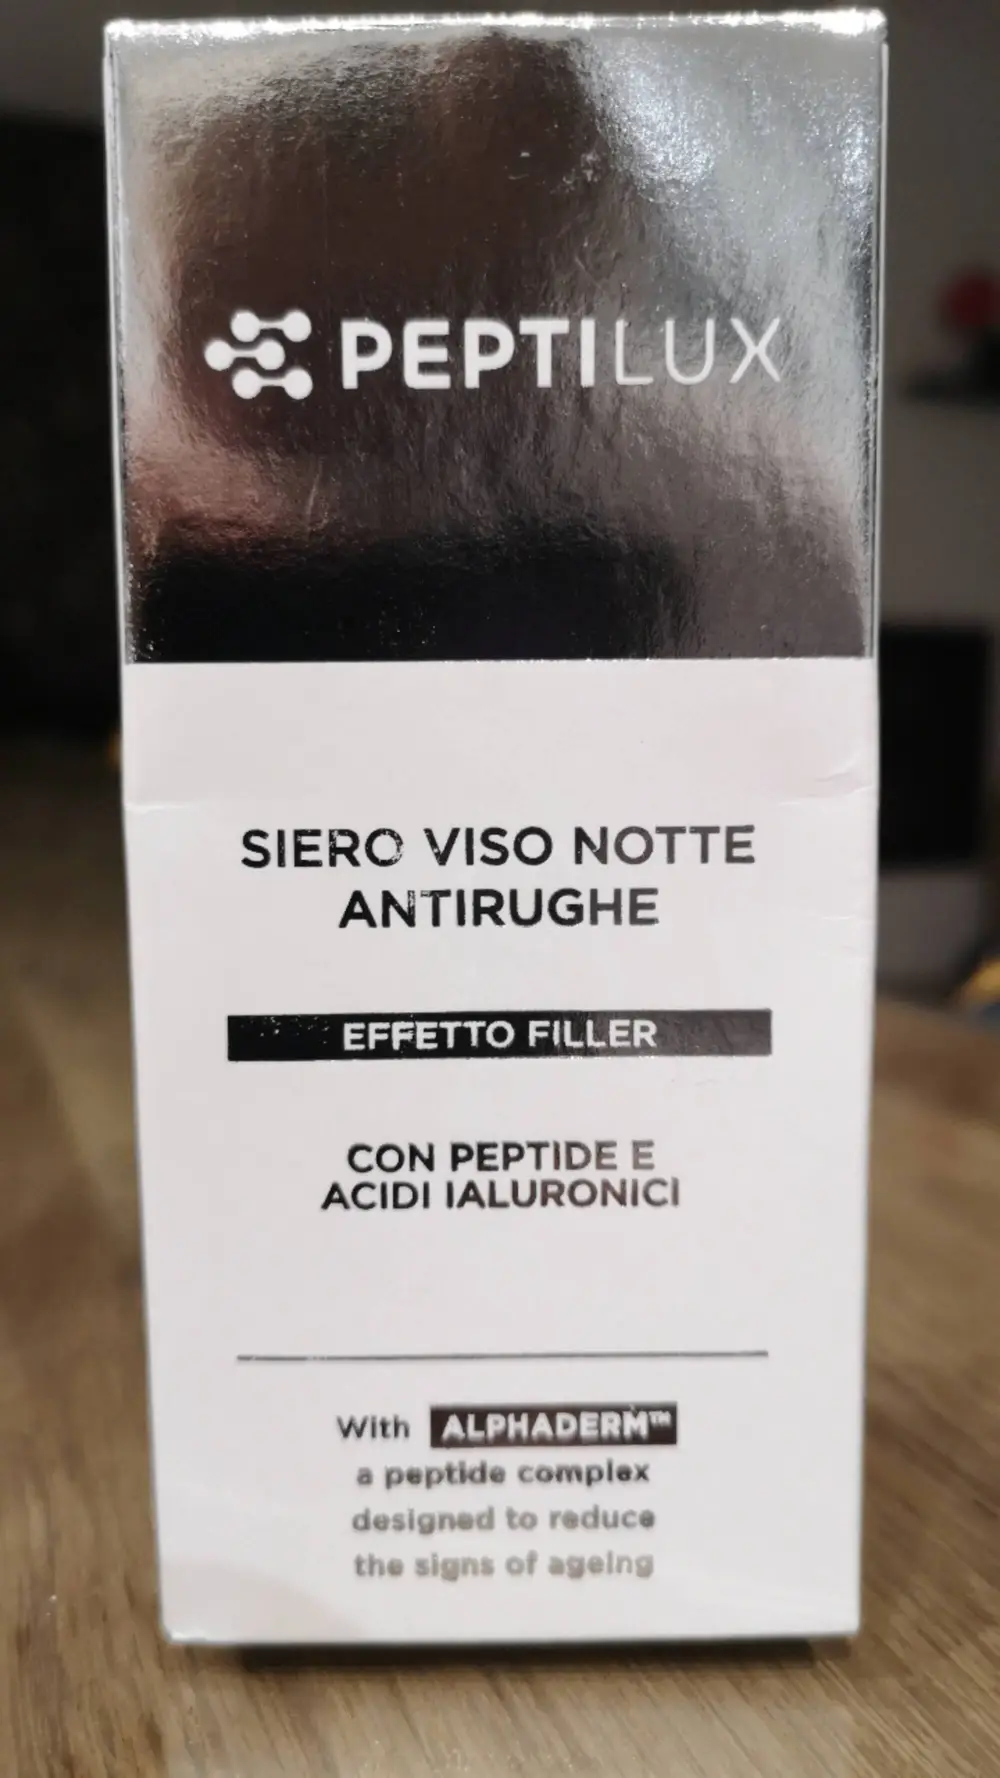 PEPTILUX
SIERO VISO NOTTE
ANTIRUGHE
EFFETTO FILLER
CON PEPTIDE E
ACIDI IALURONICI
With ALPHADERM™
a peptide complex
designed to reduce
the signs of ageing